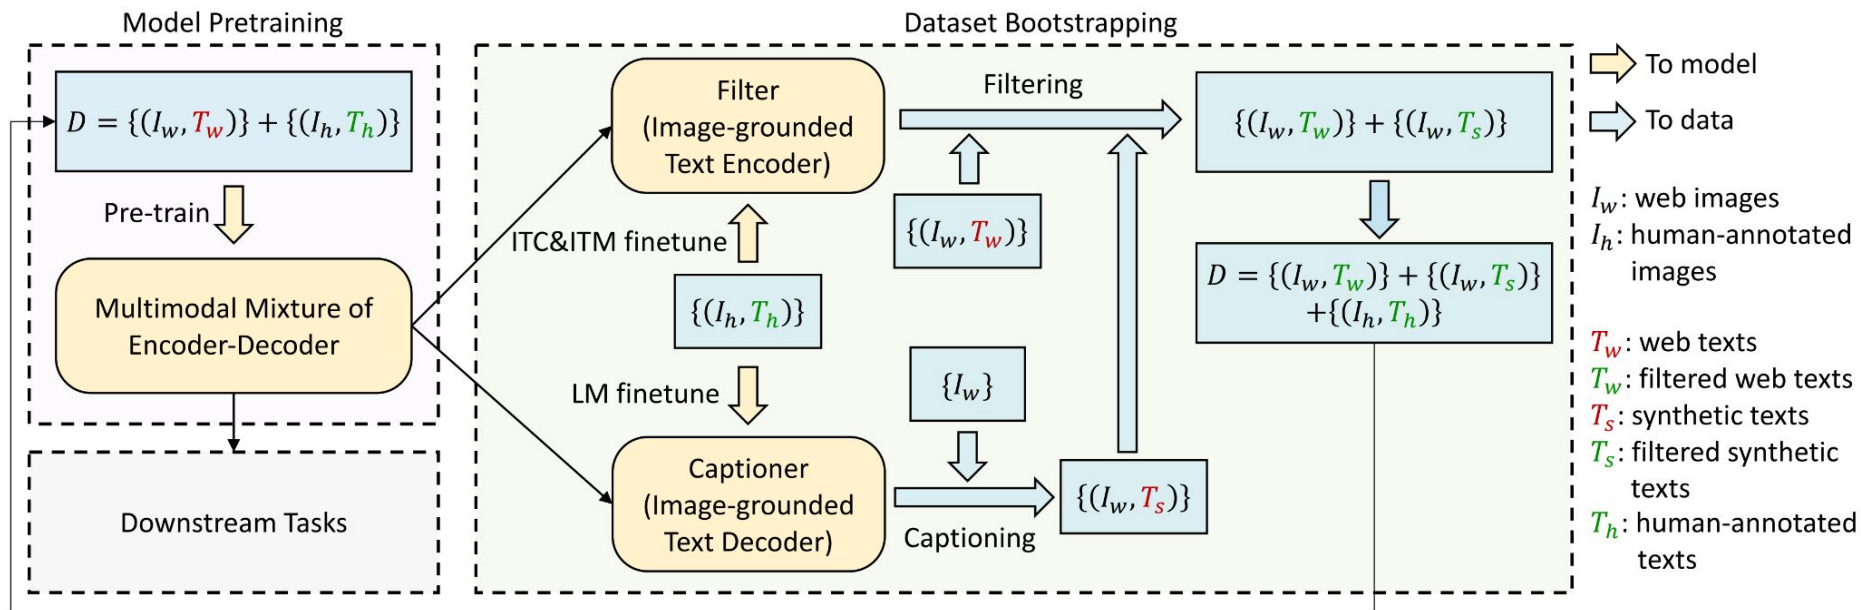 Model Pretraining
D = {(I_w, T_w)} + {(I_h, T_h)}
Pre-train
Multimodal Mixture of
Encoder-Decoder
Downstream Tasks
Dataset Bootstrapping
Filter
(Image-grounded
Text Encoder)
ITC&ITM finetune
{(I_h, T_h)}
LM finetune
Captioner
(Image-grounded
Text Decoder)
Filtering
{(I_w, T_w)}
{I_w}
Captioning
{(I_w, T_s)}
{(I_w, T_w)} + {(I_w, T_s)}
D = {(I_w, T_w)} + {(I_w, T_s)}
+{(I_h, T_h)}
To model
To data
I_w: web images
I_h: human-annotated
images
T_w: web texts
T_w: filtered web texts
T_s: synthetic texts
T_s: filtered synthetic
texts
T_h: human-annotated
texts